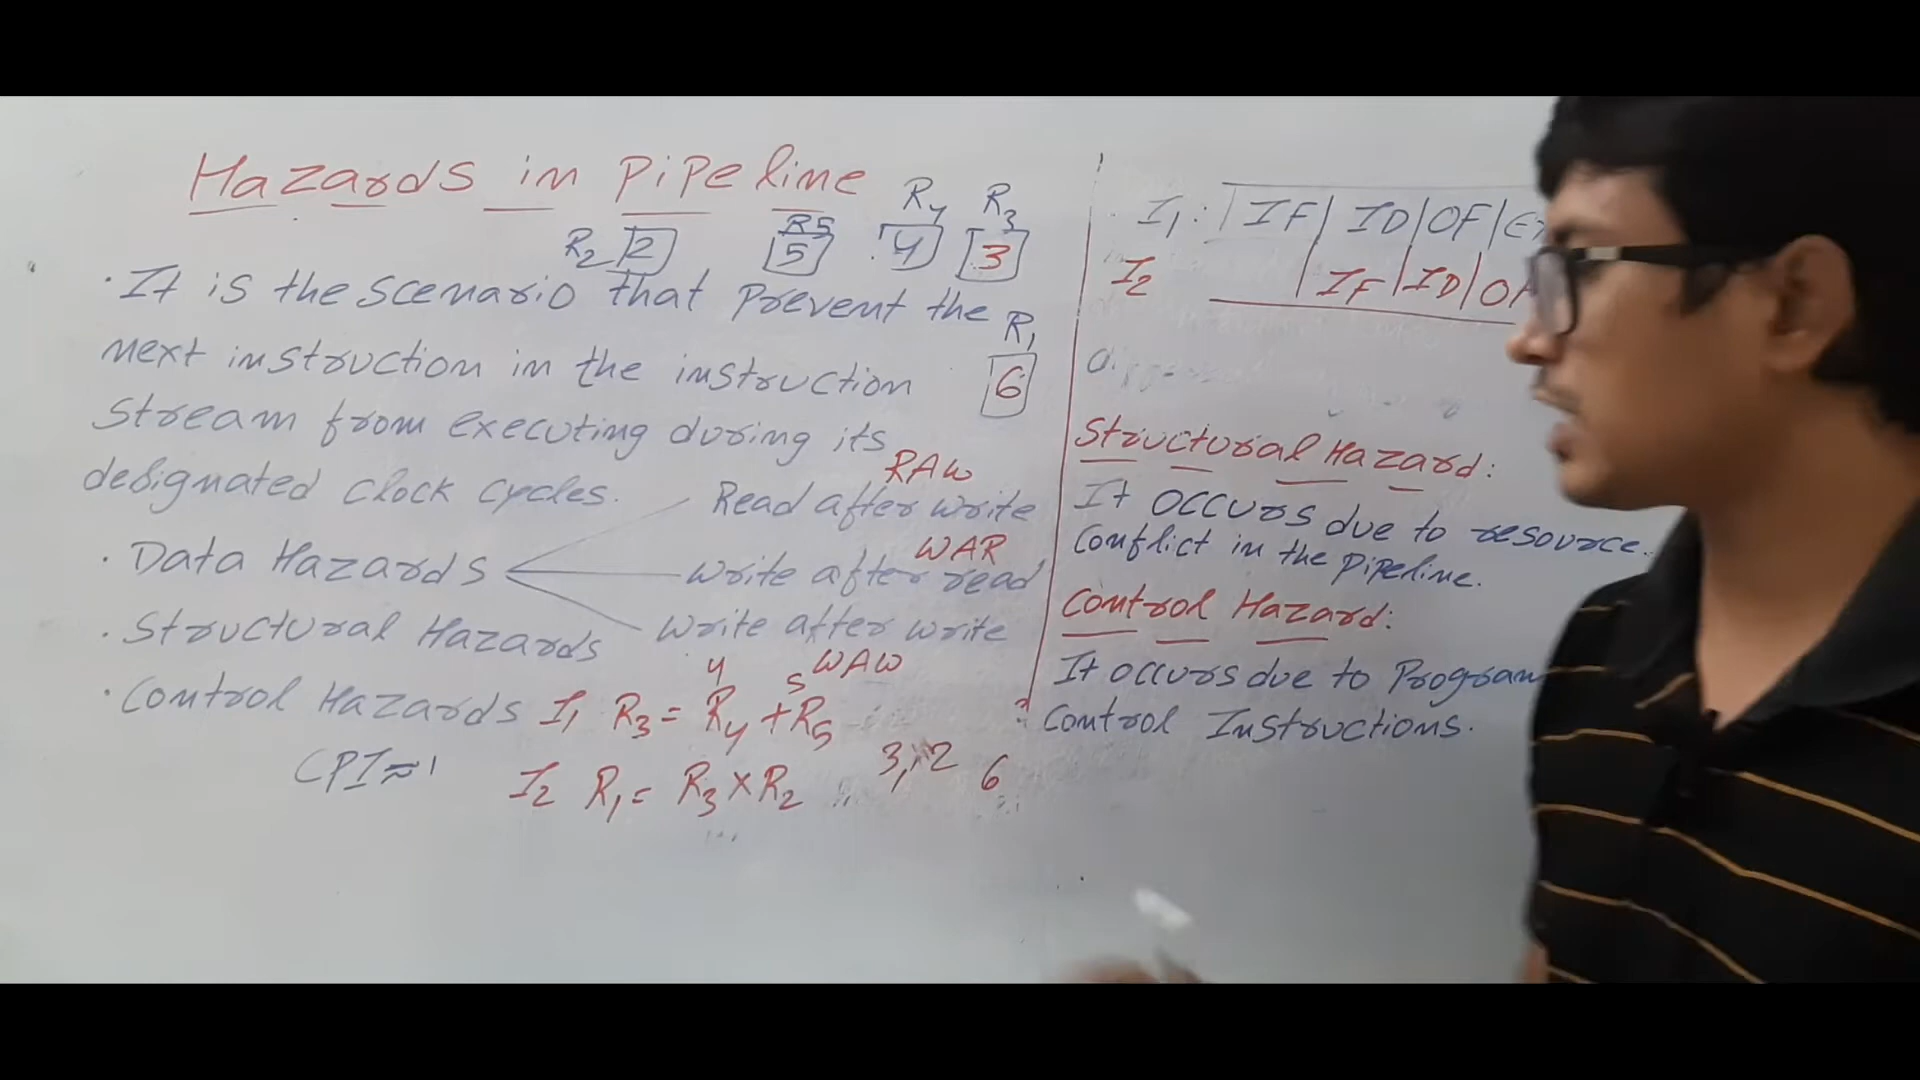 Hazards in Pipeline
R2 2
R5
5
R4
4
R3
3
• It is the scenario that prevent the
next instruction in the instruction
stream from executing during its
designated clock cycles.
R1
6
• Data Hazards
Read after write
RAW
Write after read
WAR
Write after write
WAW
• Structural Hazards
• Control Hazards
4 5
I1 R3 = R4 + R5
CPI ≈ 1
I2 R1 = R3 × R2
3, 2 6
I1: IF | ID | OF |
I2 | IF | ID |
Structural Hazard:
It occurs due to resource
Conflict in the Pipeline.
Control Hazard:
It occurs due to Program
Control Instructions.